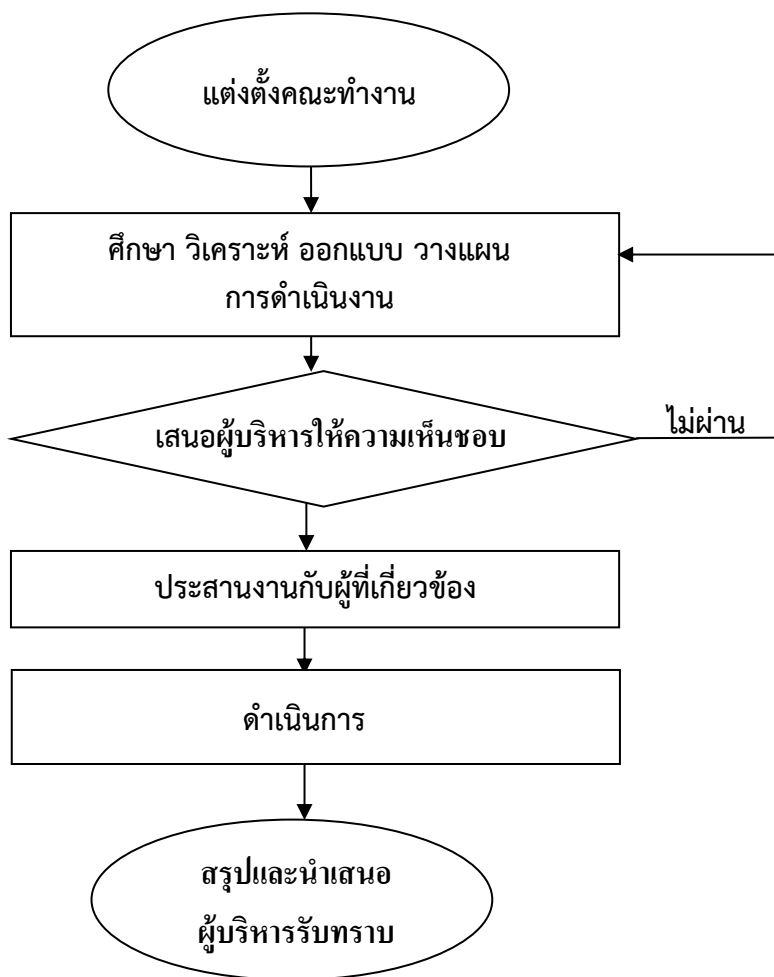 แต่งตั้งคณะทำงาน
ศึกษา วิเคราะห์ ออกแบบ วางแผน
การดำเนินงาน
เสนอผู้บริหารให้ความเห็นชอบ
ไม่ผ่าน
ประสานงานกับผู้ที่เกี่ยวข้อง
ดำเนินการ
สรุปและนำเสนอ
ผู้บริหารรับทราบ